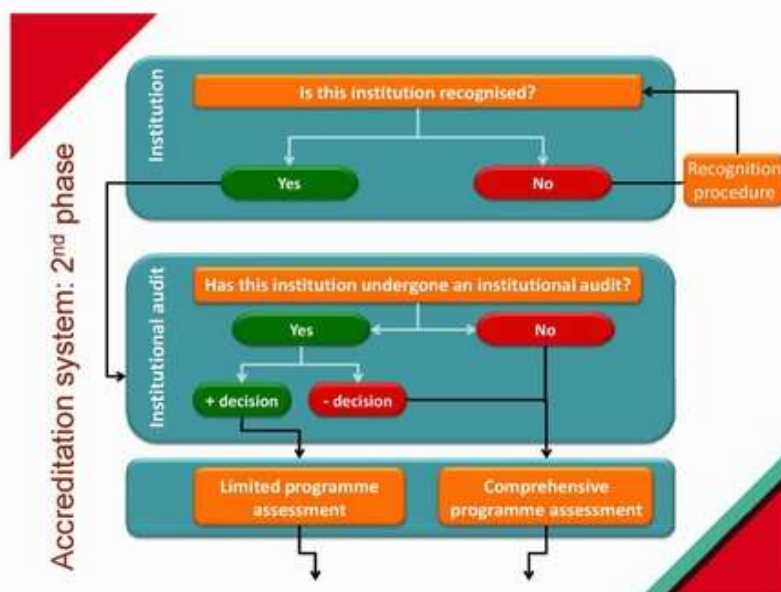 Accreditation system: 2nd phase
Institution
Is this institution recognised?
Yes
No
Recognition
procedure
Institutional audit
Has this institution undergone an institutional audit?
Yes
No
+ decision
- decision
Limited programme
assessment
Comprehensive
programme assessment